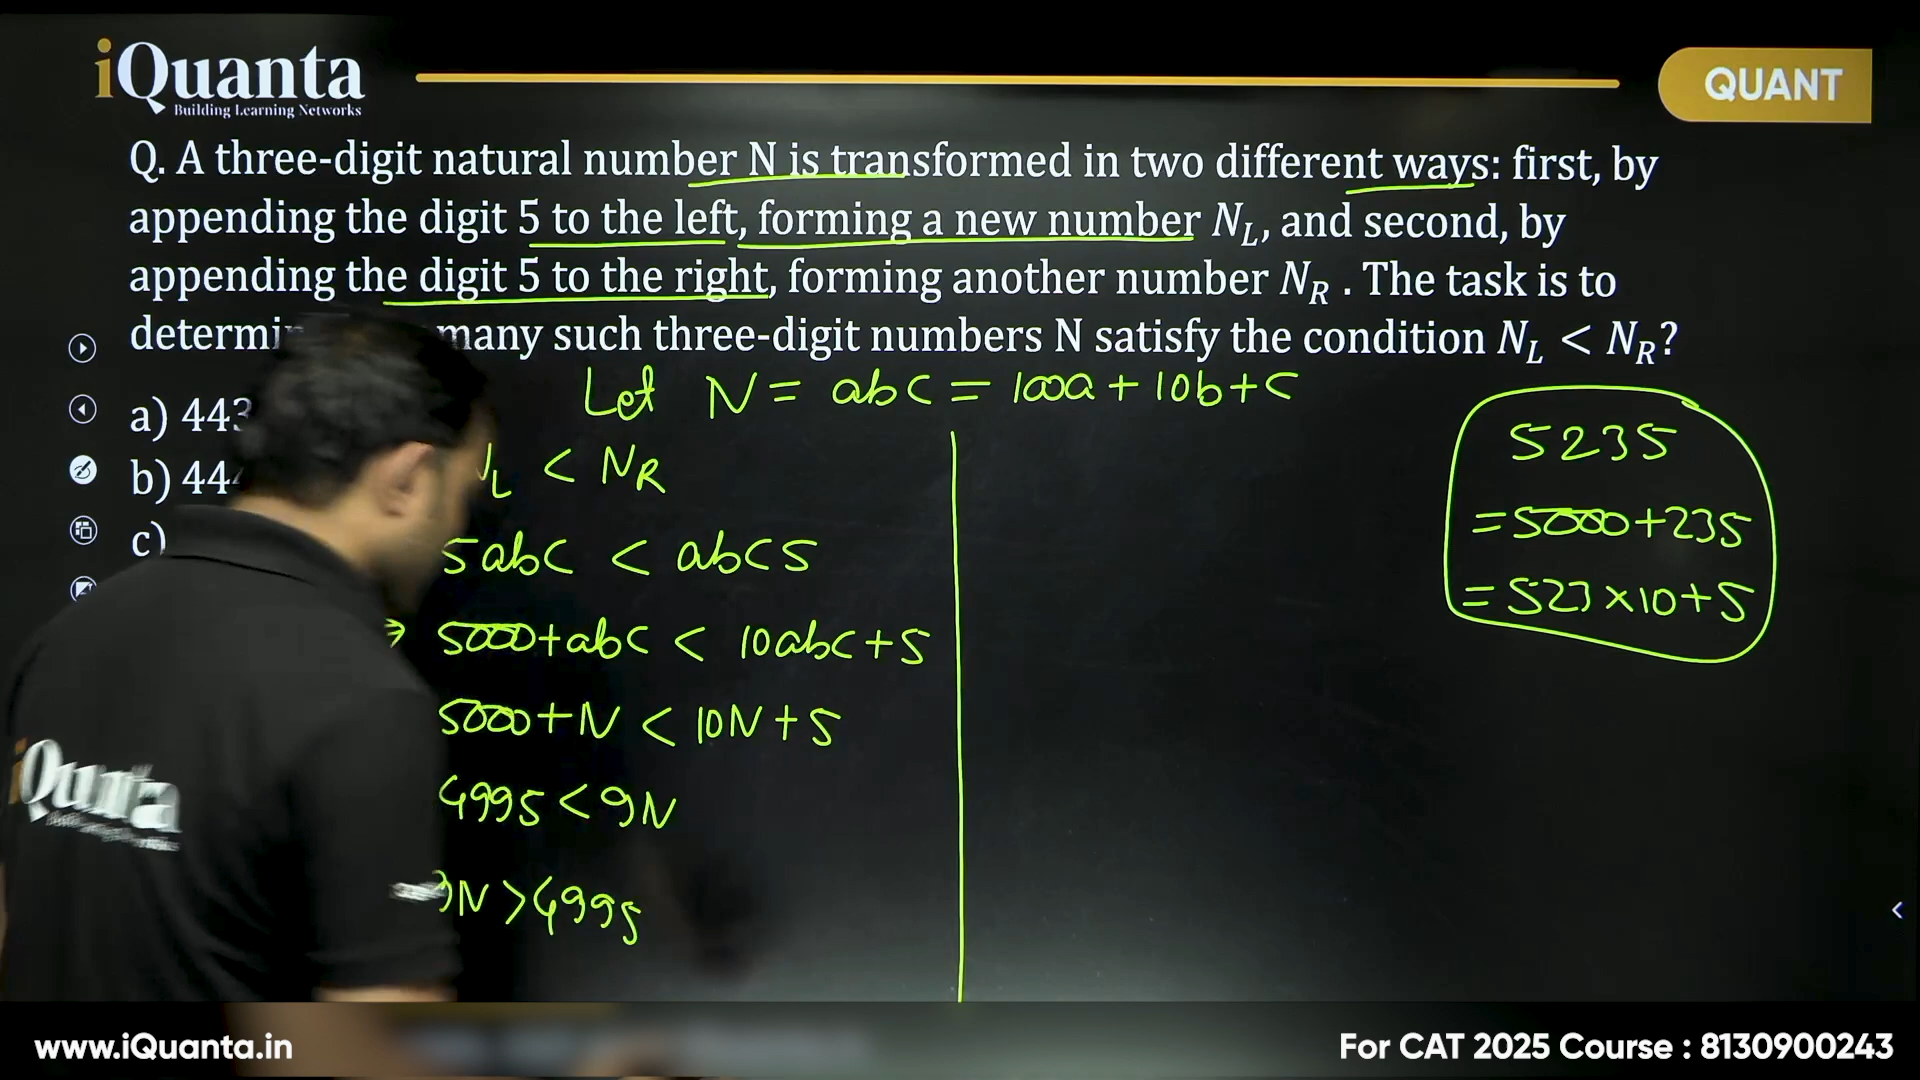 iQuanta
Building Learning Networks
QUANT
Q. A three-digit natural number N is transformed in two different ways: first, by
appending the digit 5 to the left, forming a new number N_L, and second, by
appending the digit 5 to the right, forming another number N_R . The task is to
many such three-digit numbers N satisfy the condition N_L < N_R?
Let N = abc = 100a + 10b + c
a) 443
b)
c)
L < N_R
5abc < abc5
5000+abc < 10abc+5
5000+N < 10N+5
4995 < 9N
N > 4995
5235
=5000+235
=523×10+5
iQuanta
www.iQuanta.in
For CAT 2025 Course : 8130900243